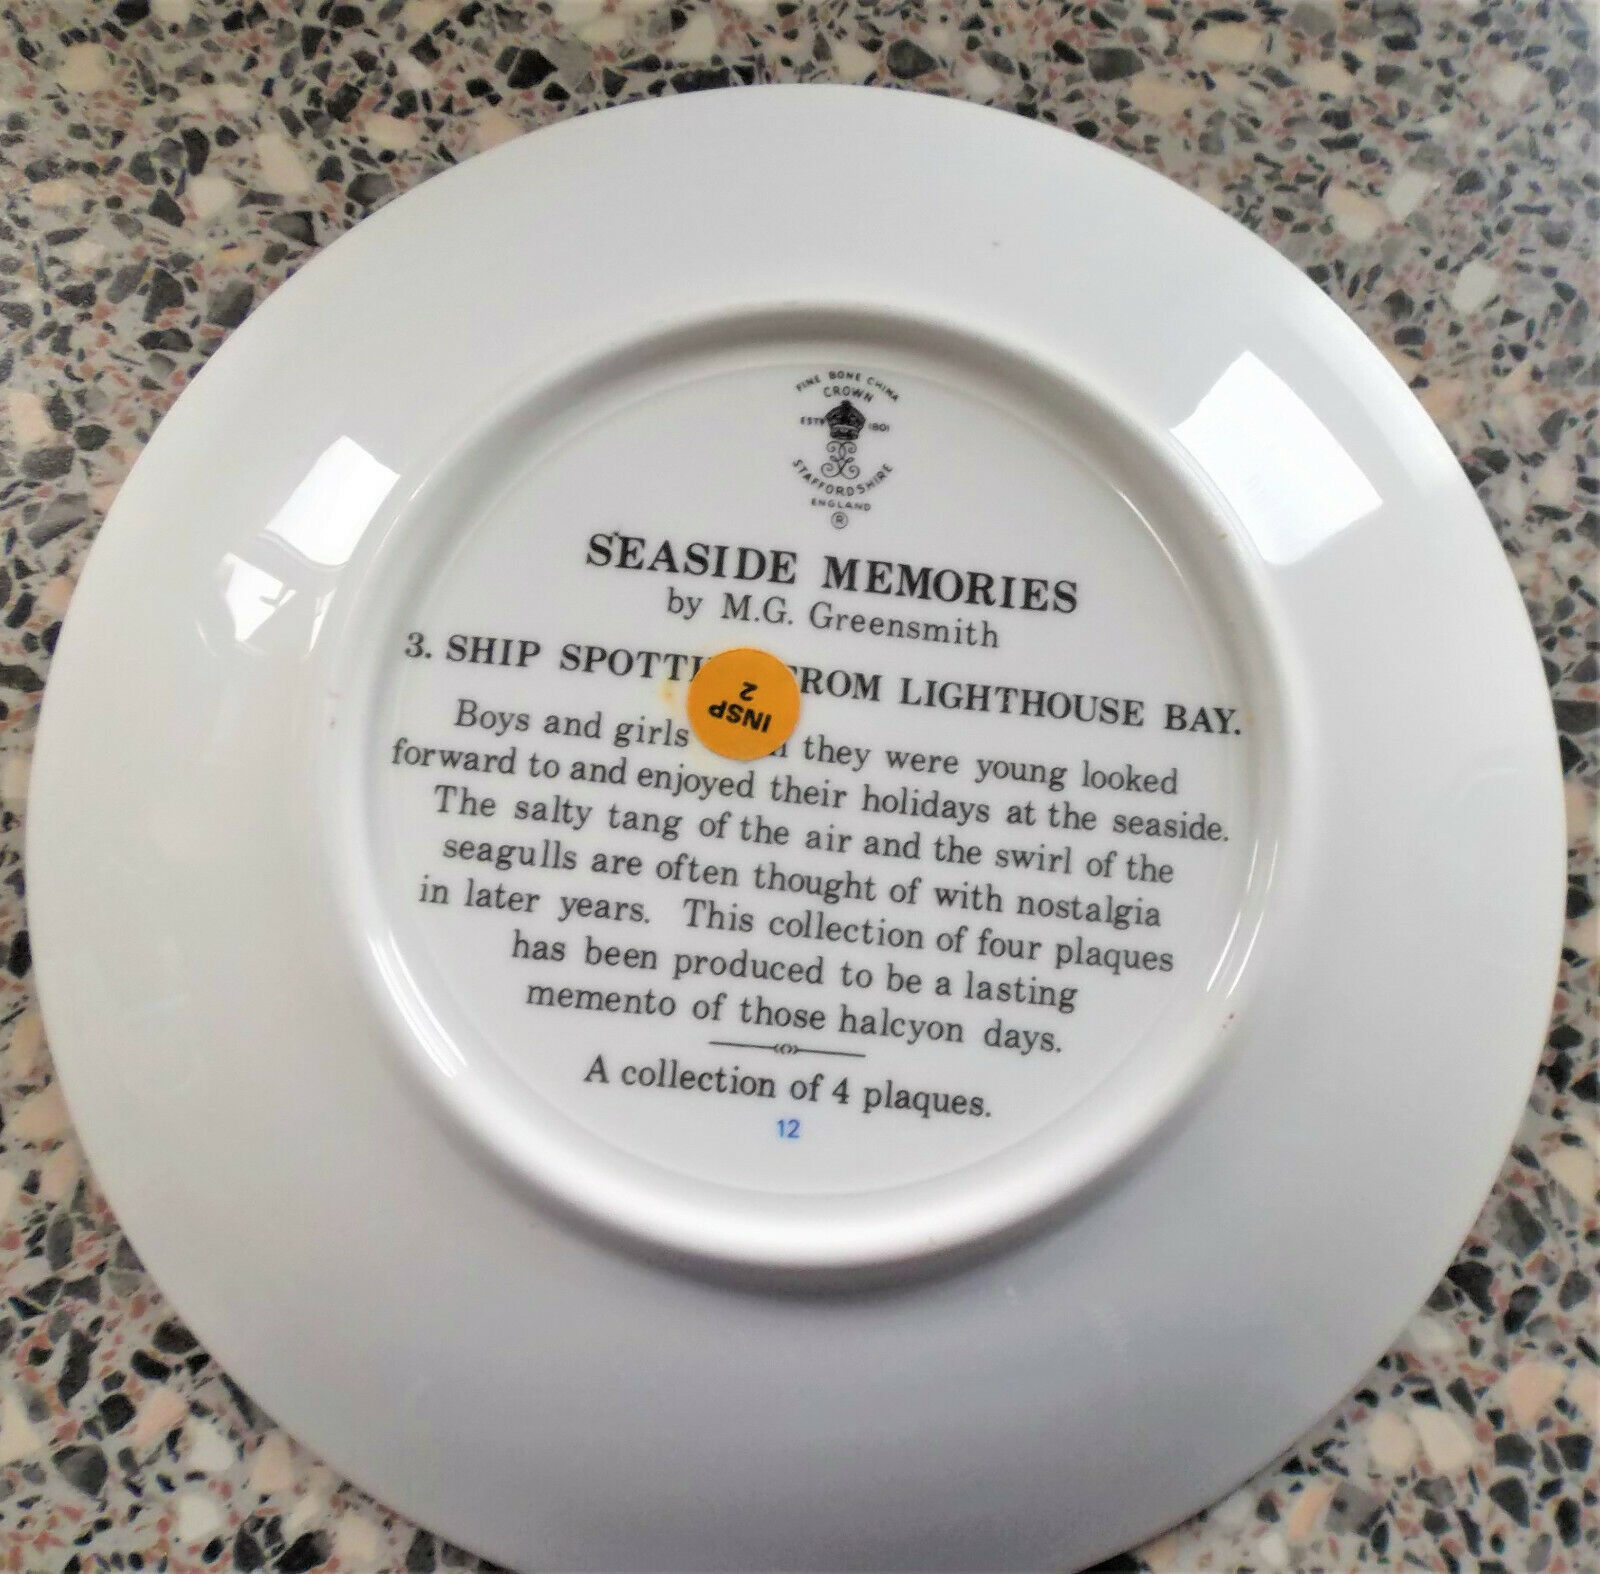 FINE BONE CHINA
CROWN
ESTD 1801
STAFFORDSHIRE
ENGLAND
®
SEASIDE MEMORIES
by M.G. Greensmith
3. SHIP SPOTTI ROM LIGHTHOUSE BAY.
INSP
2
Boys and girls they were young looked
forward to and enjoyed their holidays at the seaside.
The salty tang of the air and the swirl of the
seagulls are often thought of with nostalgia
in later years. This collection of four plaques
has been produced to be a lasting
memento of those halcyon days.
A collection of 4 plaques.
12